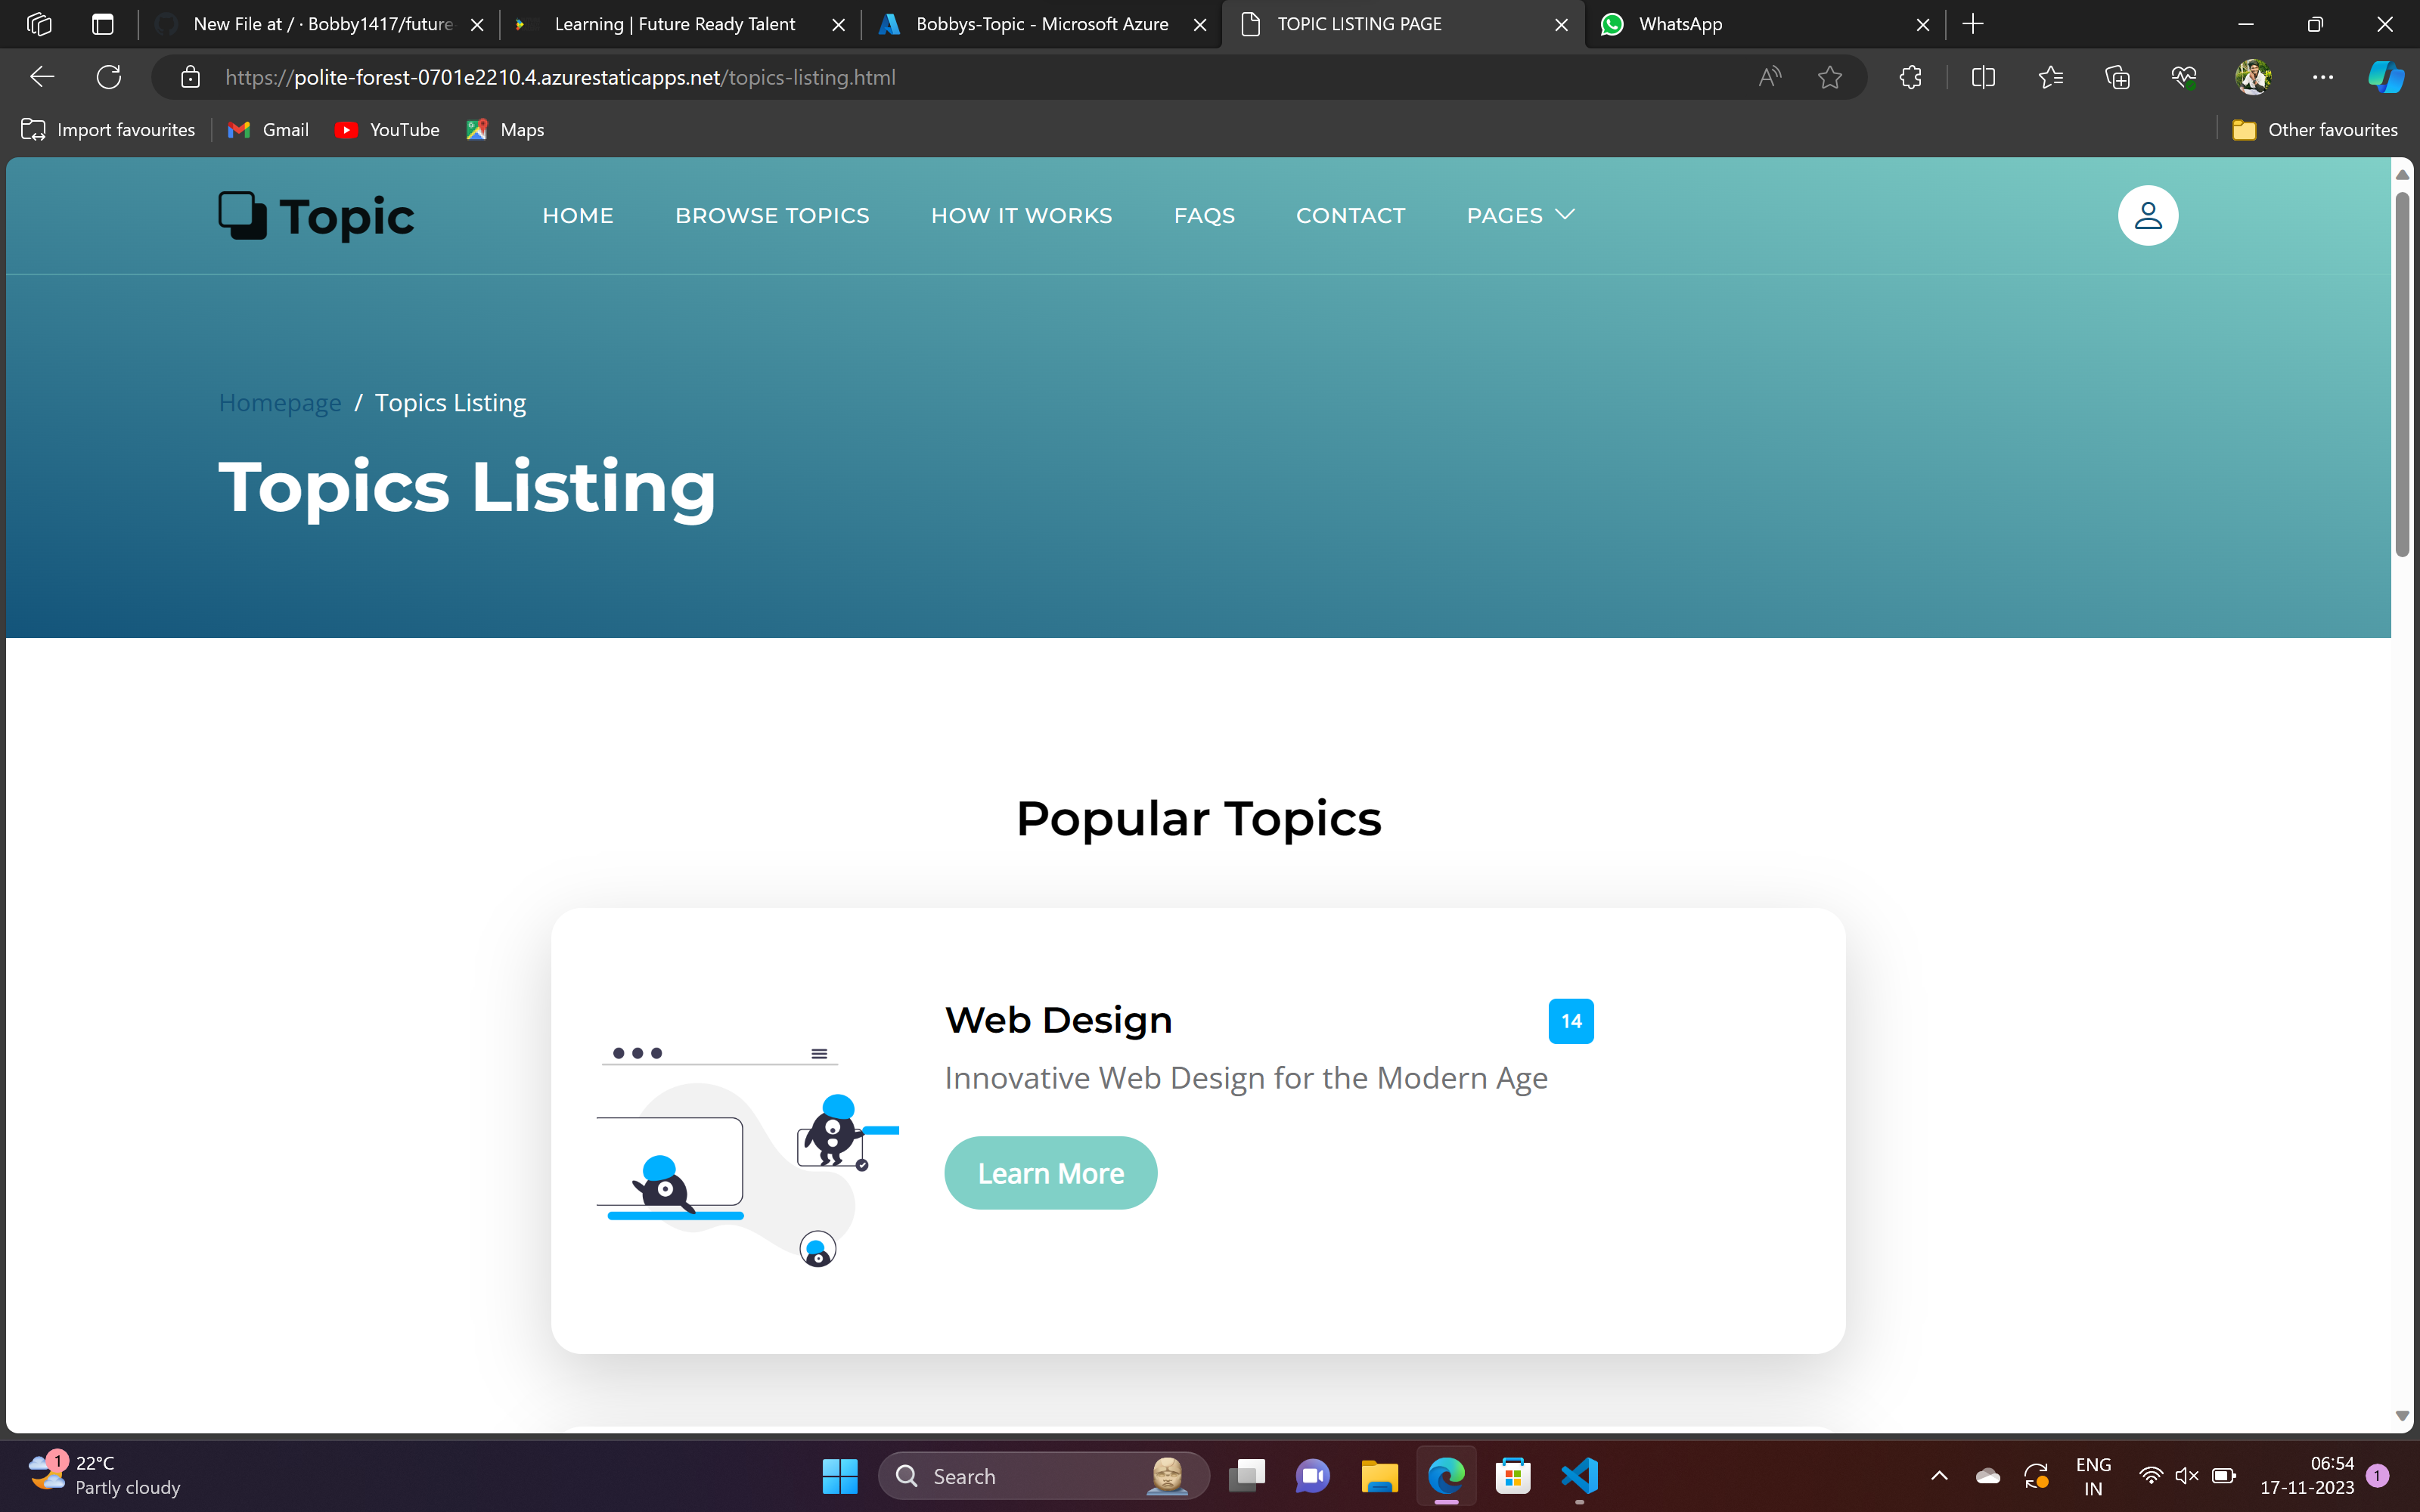 New File at / · Bobby1417/future
Learning | Future Ready Talent
Bobbys-Topic - Microsoft Azure
TOPIC LISTING PAGE
WhatsApp
https://polite-forest-0701e2210.4.azurestaticapps.net/topics-listing.html
Import favourites
Gmail
YouTube
Maps
Other favourites
Topic
HOME
BROWSE TOPICS
HOW IT WORKS
FAQS
CONTACT
PAGES
Homepage / Topics Listing
Topics Listing
Popular Topics
Web Design
14
Innovative Web Design for the Modern Age
Learn More
1
22°C
Partly cloudy
Search
ENG
IN
06:54
17-11-2023
1